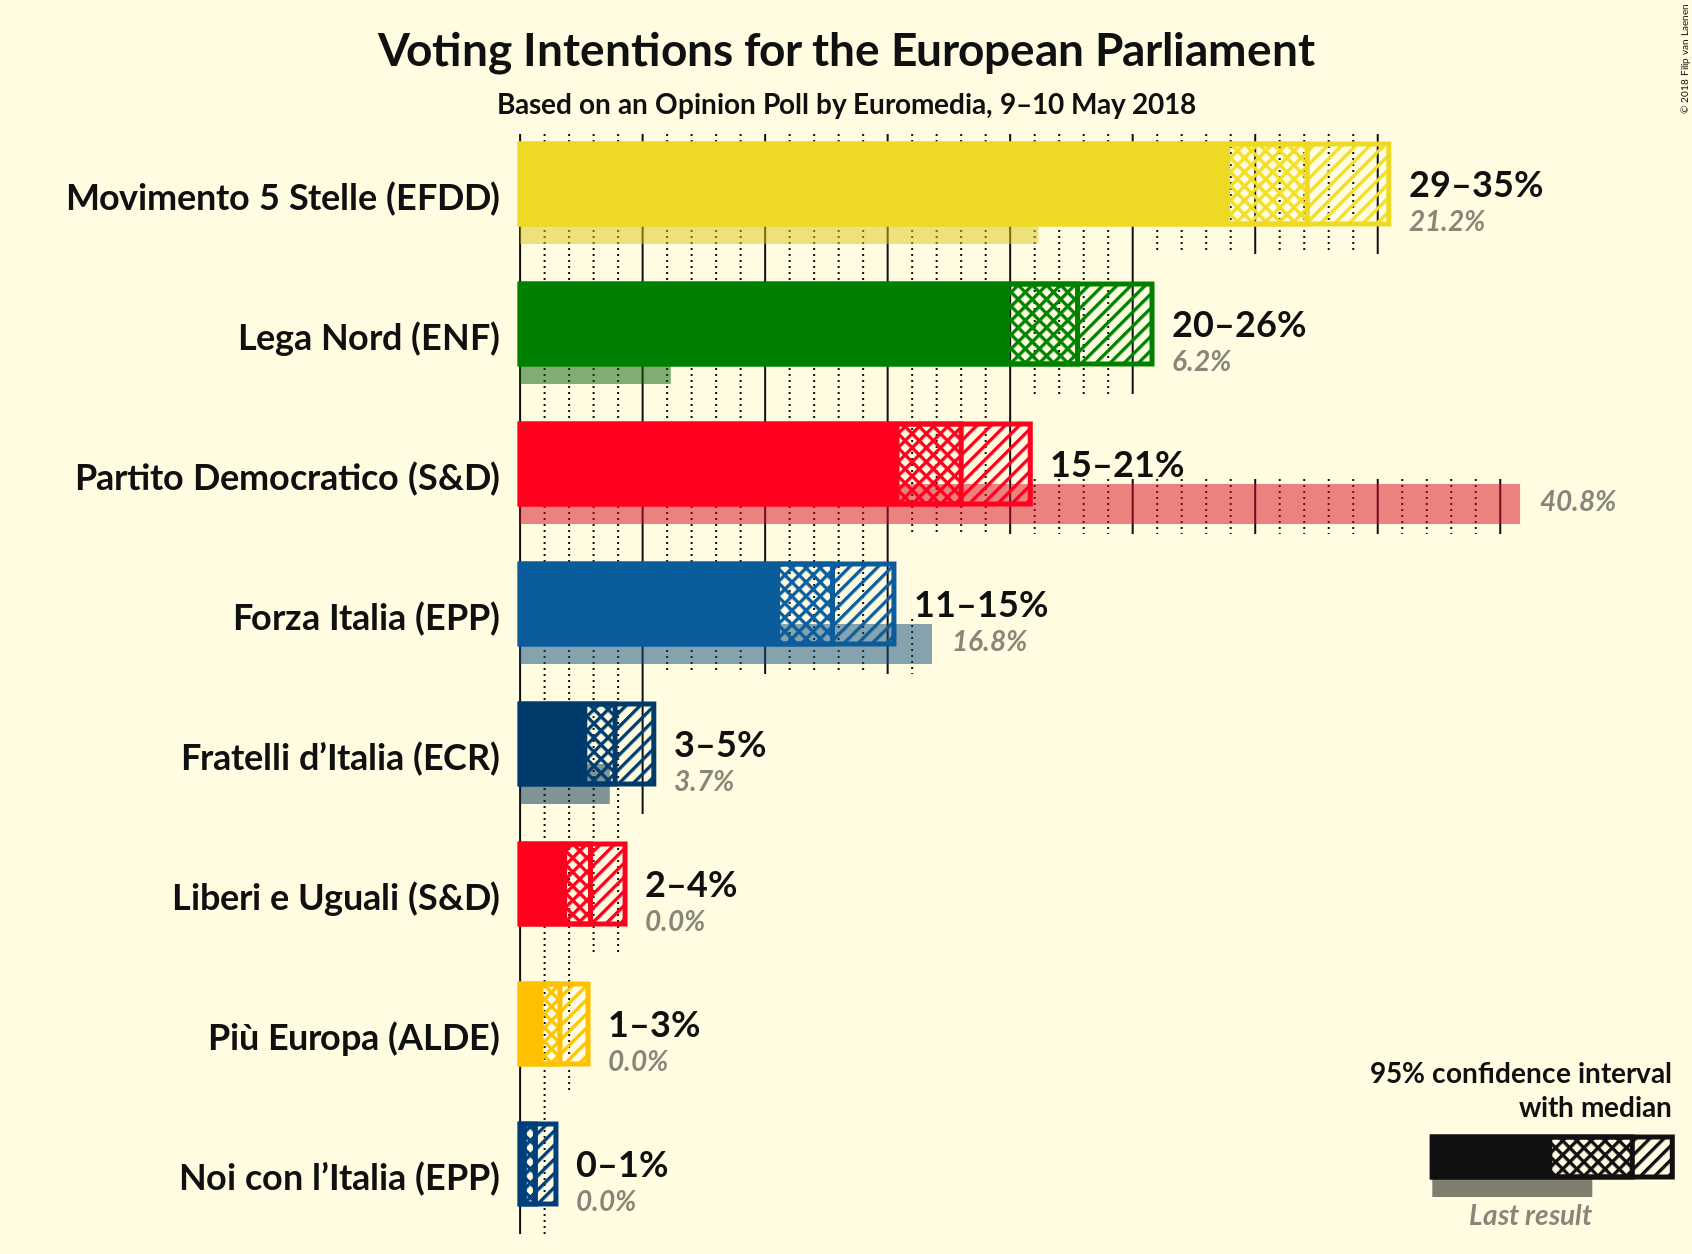 Voting Intentions for the European Parliament
Based on an Opinion Poll by Euromedia, 9–10 May 2018
© 2018 Filip van Laenen
Movimento 5 Stelle (EFDD)
29–35%
21.2%
Lega Nord (ENF)
20–26%
6.2%
Partito Democratico (S&D)
15–21%
40.8%
Forza Italia (EPP)
11–15%
16.8%
Fratelli d’Italia (ECR)
3–5%
3.7%
Liberi e Uguali (S&D)
2–4%
0.0%
Più Europa (ALDE)
1–3%
0.0%
Noi con l’Italia (EPP)
0–1%
0.0%
95% confidence interval
with median
Last result